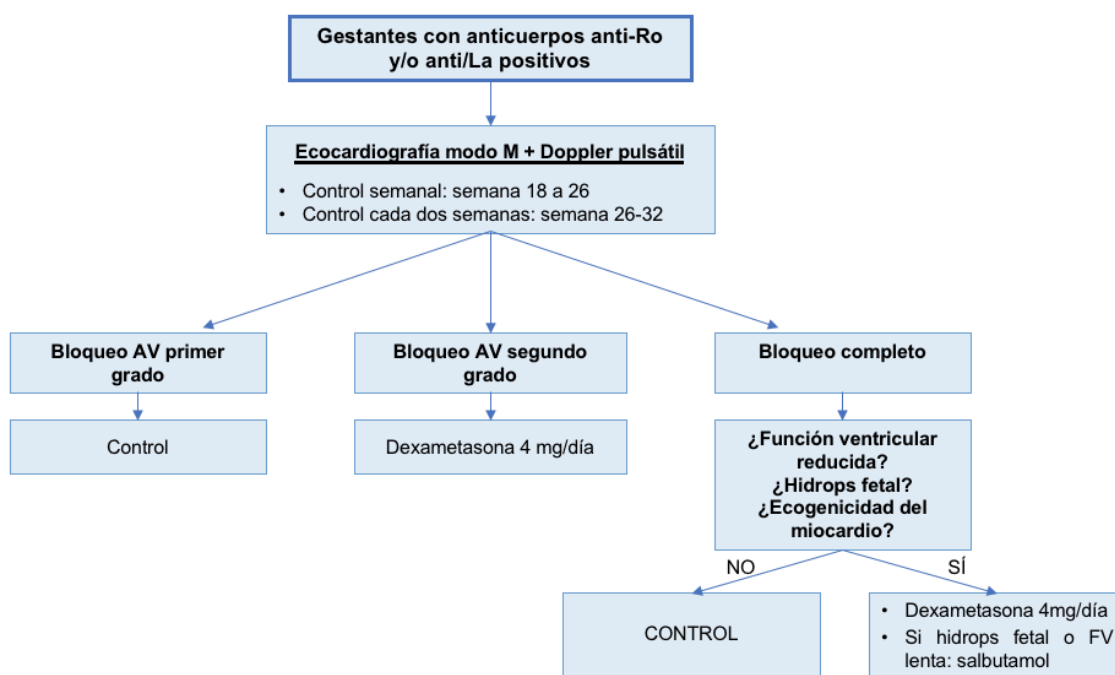 Gestantes con anticuerpos anti-Ro
y/o anti/La positivos
Ecocardiografía modo M + Doppler pulsátil
• Control semanal: semana 18 a 26
• Control cada dos semanas: semana 26-32
Bloqueo AV primer
grado
Bloqueo AV segundo
grado
Bloqueo completo
Control
Dexametasona 4 mg/día
¿Función ventricular
reducida?
¿Hidrops fetal?
¿Ecogenicidad del
miocardio?
NO
SÍ
CONTROL
• Dexametasona 4mg/día
• Si hidrops fetal o FV
lenta: salbutamol